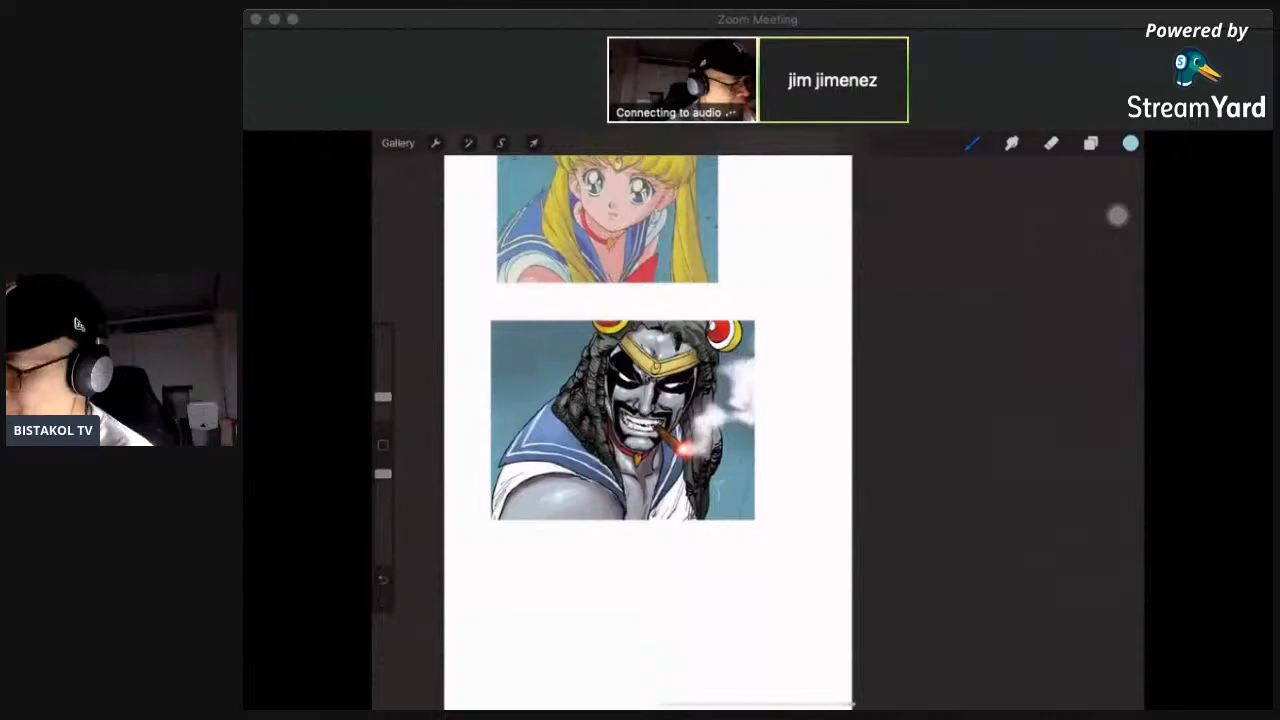 Zoom Meeting
Powered by
StreamYard
Connecting to audio ...
jim jimenez
Gallery
BISTAKOL TV